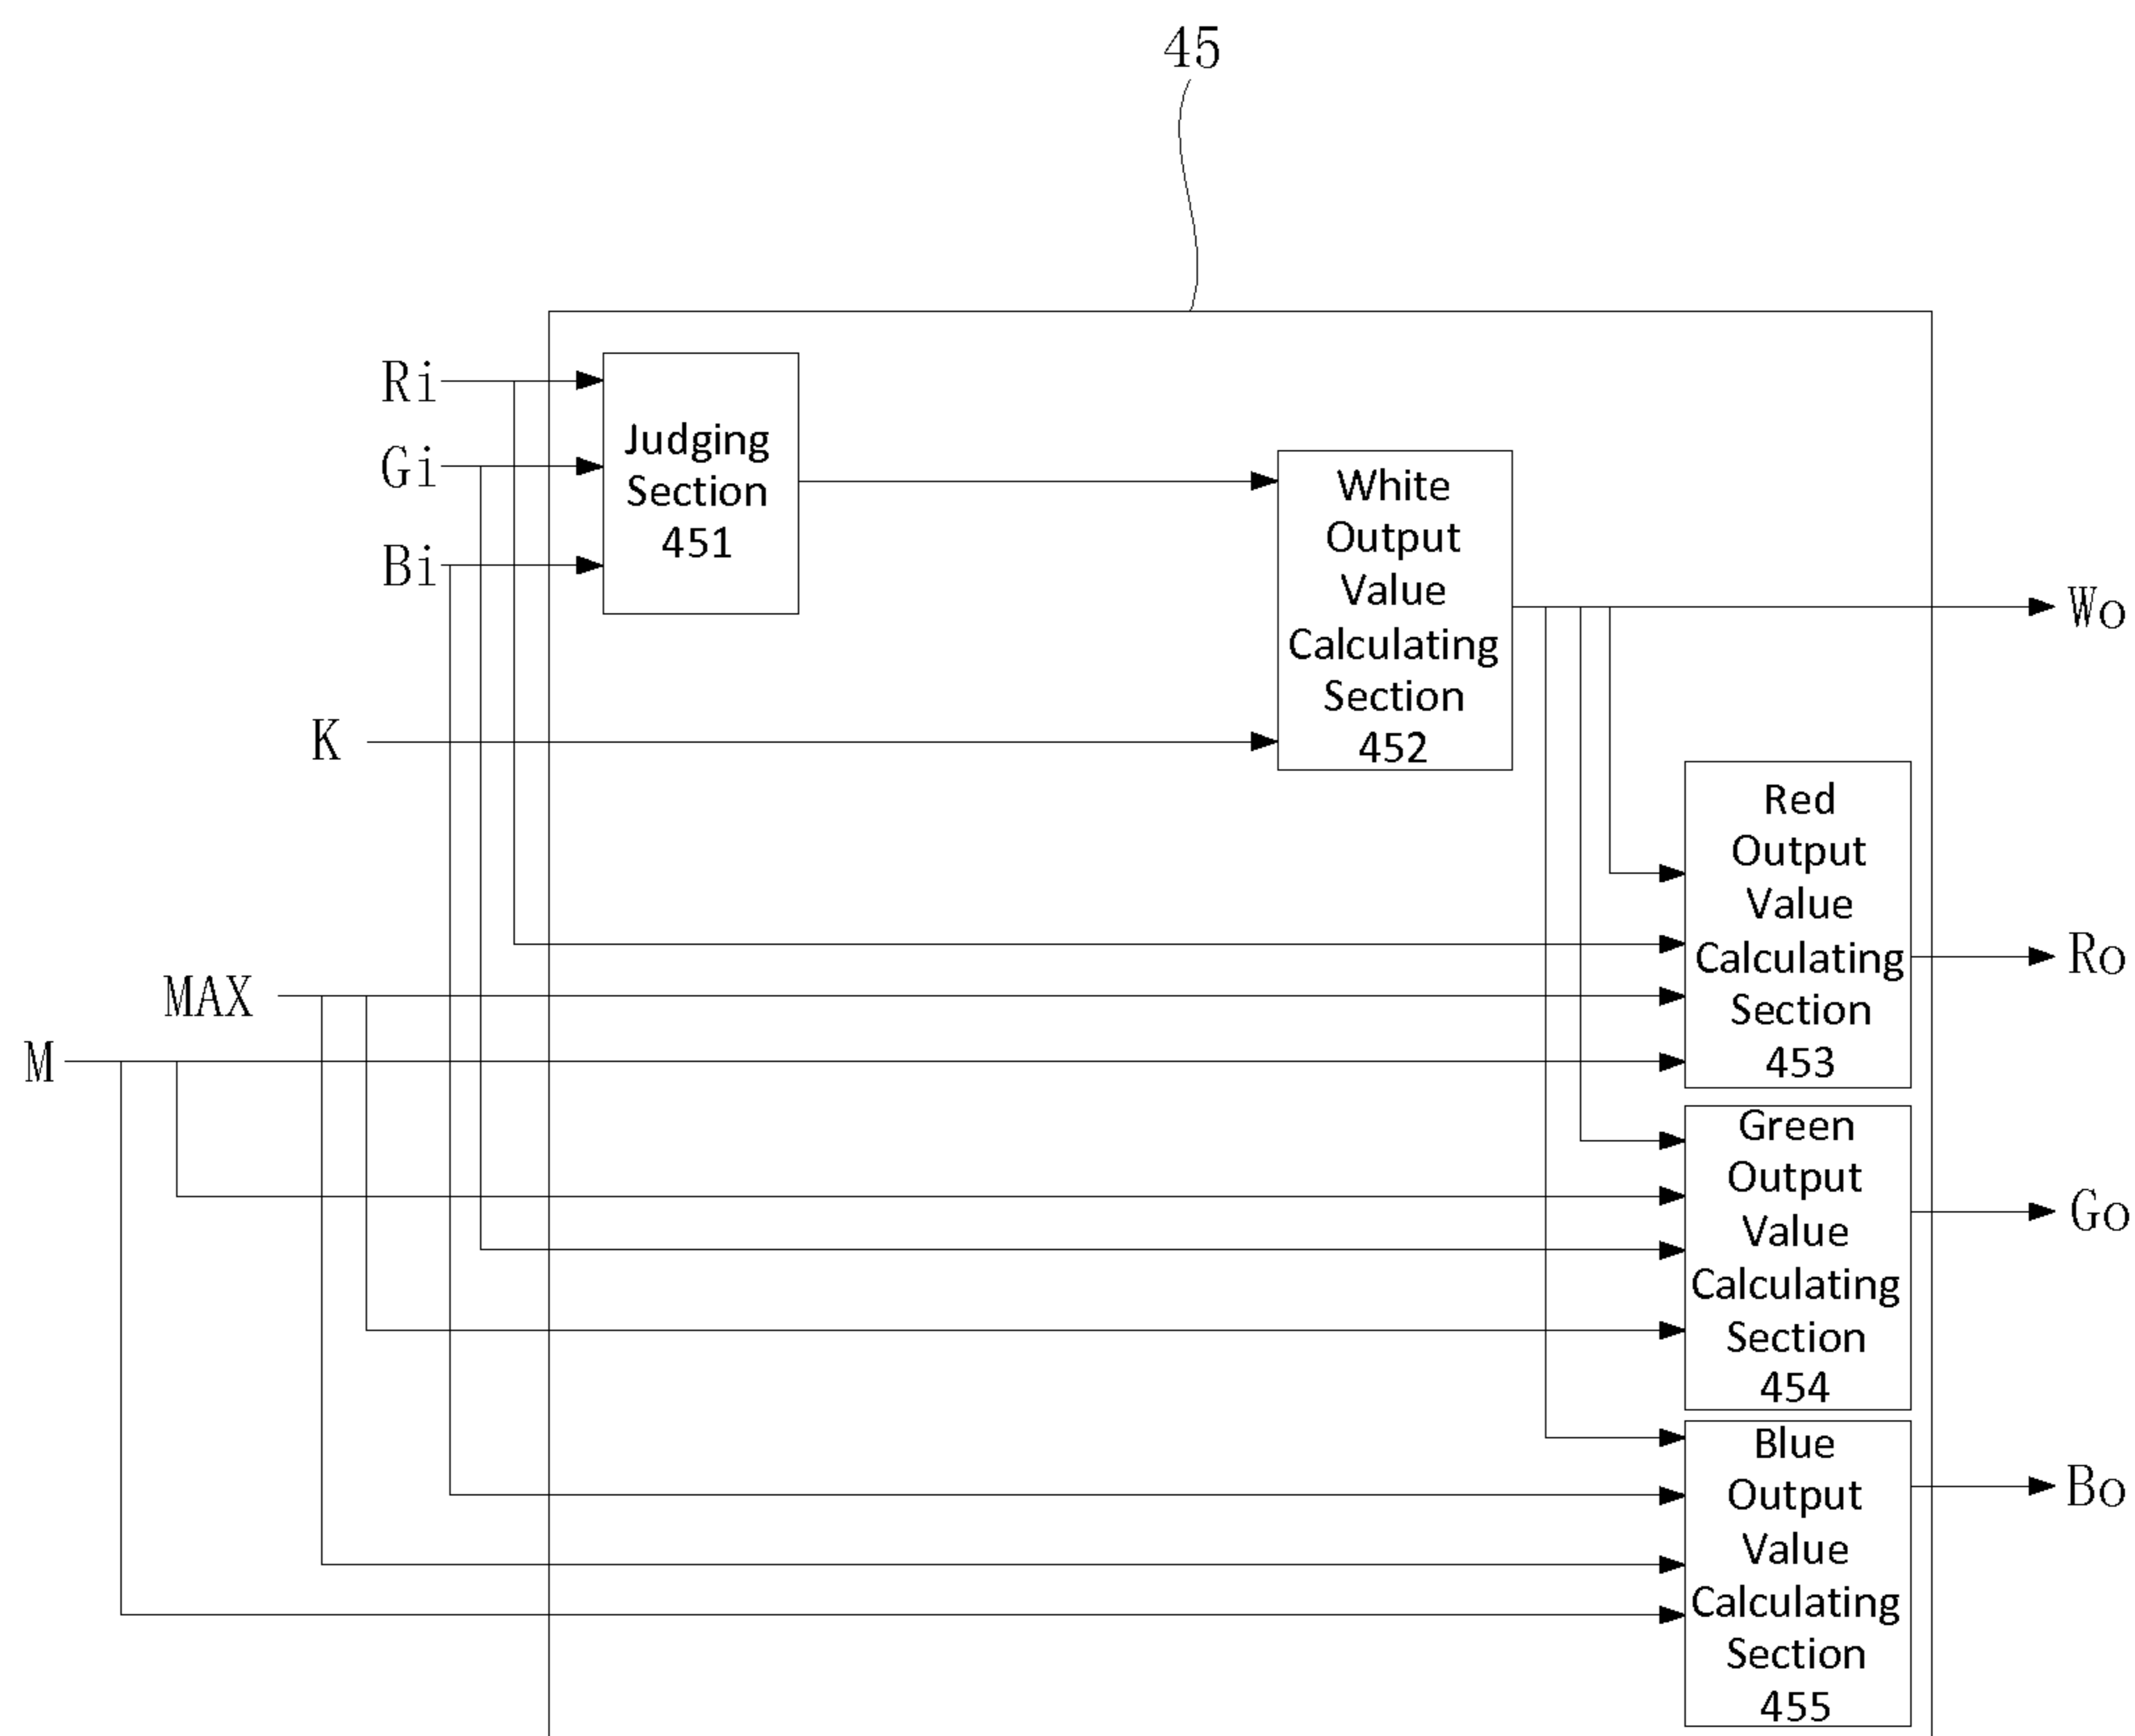 45
Ri
Gi
Bi
Judging
Section
451
K
White
Output
Value
Calculating
Section
452
Wo
MAX
M
Red
Output
Value
Calculating
Section
453
Ro
Green
Output
Value
Calculating
Section
454
Go
Blue
Output
Value
Calculating
Section
455
Bo